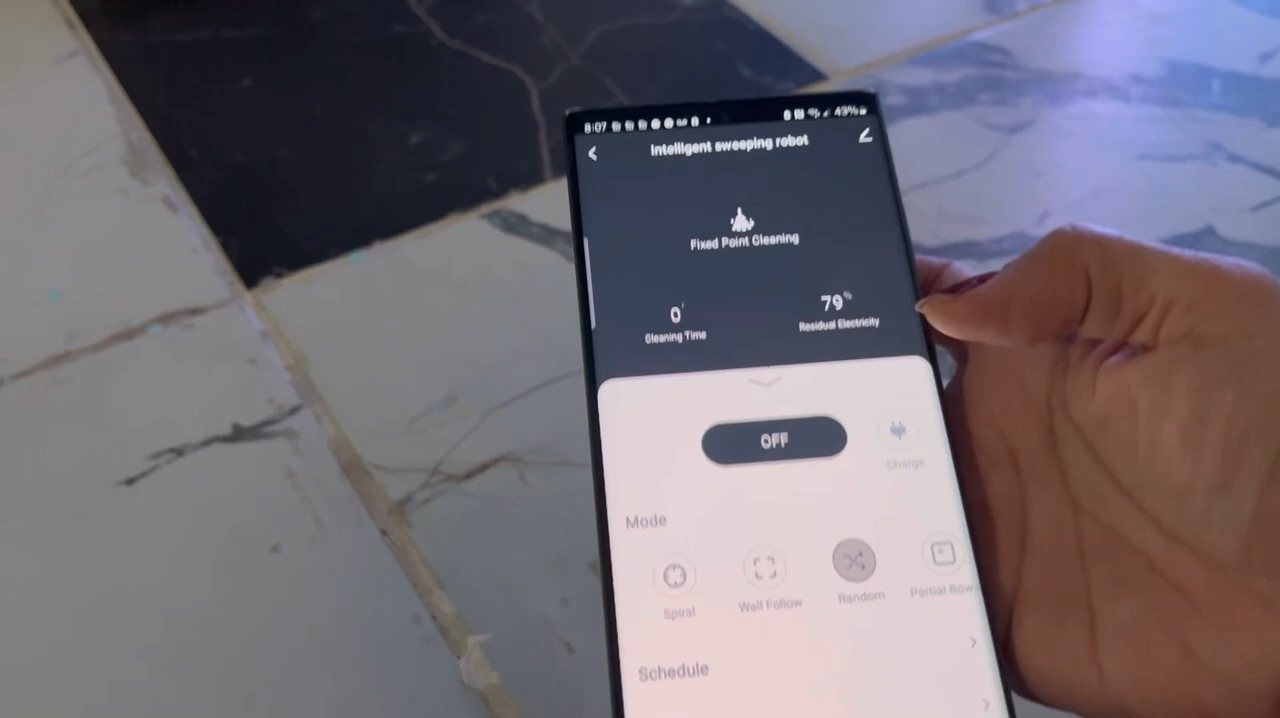 8:07
43%
Intelligent sweeping robot
Fixed Point Cleaning
0'
79%
Cleaning Time
Residual Electricity
OFF
Charge
Mode
Spiral
Wall Follow
Random
Partial Bow
Schedule